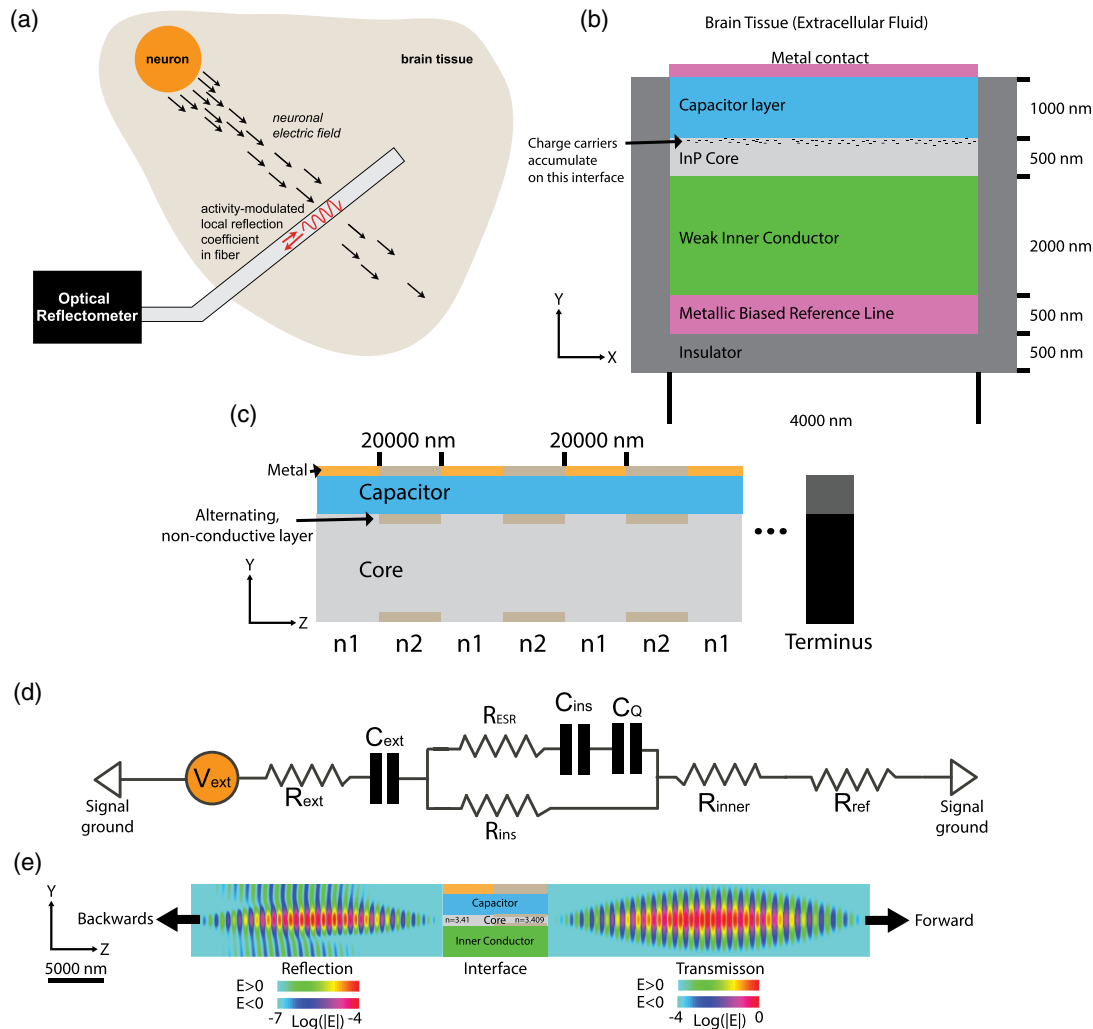 (a)
neuron
brain tissue
neuronal
electric field
activity-modulated
local reflection
coefficient
in fiber
Optical
Reflectometer
(b)
Brain Tissue (Extracellular Fluid)
Metal contact
Capacitor layer
1000 nm
Charge carriers
accumulate
on this interface
InP Core
500 nm
Weak Inner Conductor
2000 nm
Metallic Biased Reference Line
500 nm
Insulator
500 nm
Y
X
4000 nm
(c)
20000 nm
20000 nm
Metal
Capacitor
Alternating,
non-conductive layer
Core
Y
Z
n1 n2 n1 n2 n1 n2 n1
Terminus
(d)
Signal
ground
Vext
Rext
Cext
RESR
Cins
CQ
Rins
Rinner
Rref
Signal
ground
(e)
Y
Z
5000 nm
Backwards
Capacitor
n=3.41 Core n=3.409
Inner Conductor
Forward
Reflection
Interface
Transmisson
E>0
E<0
-7 Log(|E|) -4
E>0
E<0
-4 Log(|E|) 0